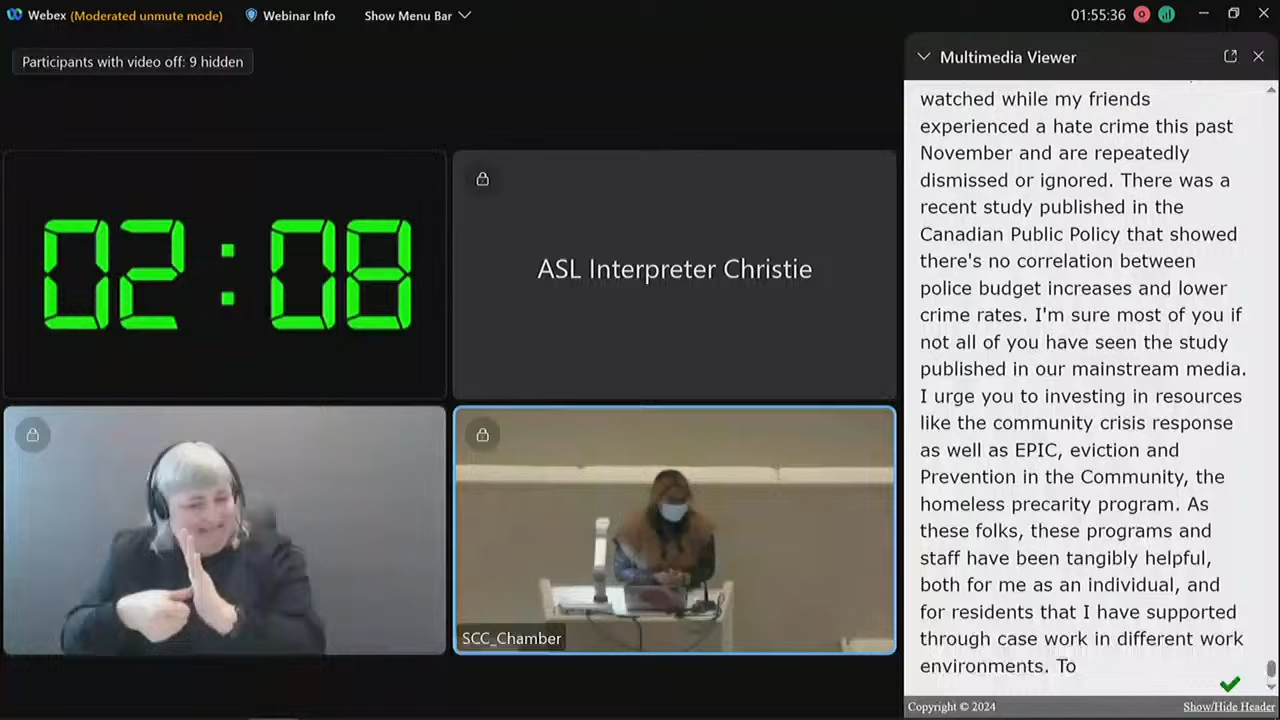 Webex (Moderated unmute mode) Webinar Info Show Menu Bar 01:55:36
Participants with video off: 9 hidden
02:08
ASL Interpreter Christie
SCC_Chamber
Multimedia Viewer
watched while my friends
experienced a hate crime this past
November and are repeatedly
dismissed or ignored. There was a
recent study published in the
Canadian Public Policy that showed
there's no correlation between
police budget increases and lower
crime rates. I'm sure most of you if
not all of you have seen the study
published in our mainstream media.
I urge you to investing in resources
like the community crisis response
as well as EPIC, eviction and
Prevention in the Community, the
homeless precarity program. As
these folks, these programs and
staff have been tangibly helpful,
both for me as an individual, and
for residents that I have supported
through case work in different work
environments. To
Copyright © 2024 Show/Hide Header